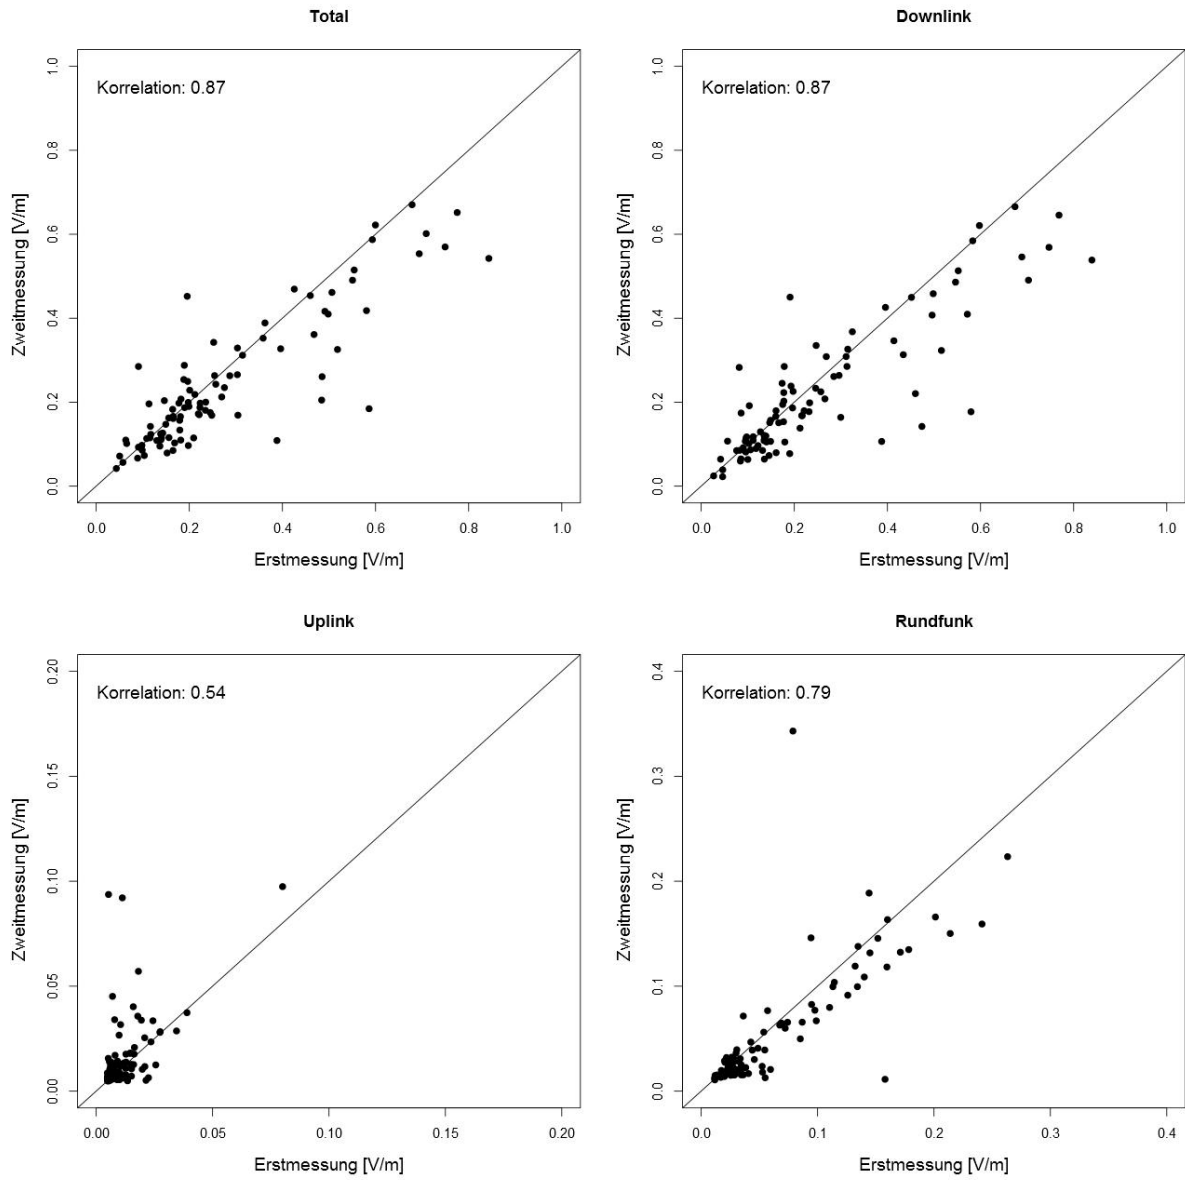 Total
Korrelation: 0.87
Zweitmessung [V/m]
0.0 0.2 0.4 0.6 0.8 1.0
0.0 0.2 0.4 0.6 0.8 1.0
Erstmessung [V/m]
Downlink
Korrelation: 0.87
Zweitmessung [V/m]
0.0 0.2 0.4 0.6 0.8 1.0
0.0 0.2 0.4 0.6 0.8 1.0
Erstmessung [V/m]
Uplink
Korrelation: 0.54
Zweitmessung [V/m]
0.00 0.05 0.10 0.15 0.20
0.00 0.05 0.10 0.15 0.20
Erstmessung [V/m]
Rundfunk
Korrelation: 0.79
Zweitmessung [V/m]
0.0 0.1 0.2 0.3 0.4
0.0 0.1 0.2 0.3 0.4
Erstmessung [V/m]